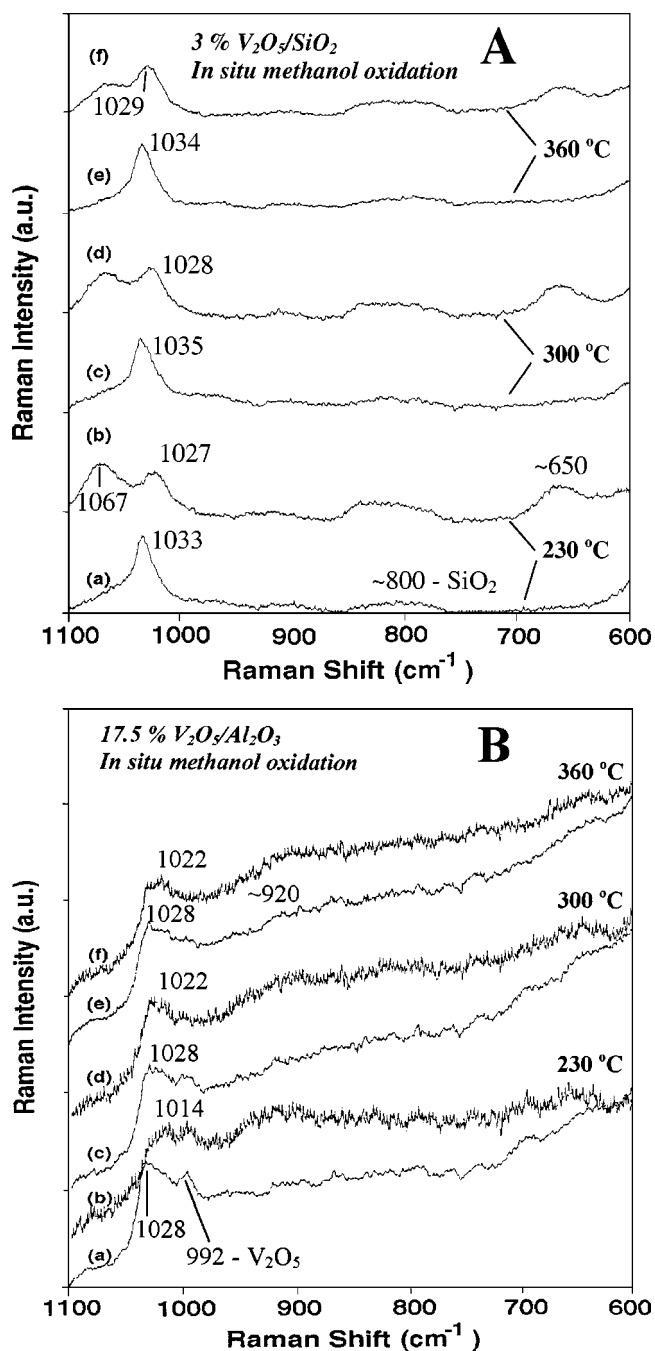 3 % V₂O₅/SiO₂
In situ methanol oxidation
A
(f)
1029
360 °C
1034
(e)
(d)
1028
300 °C
1035
(c)
(b)
1027
~650
1067
230 °C
1033
~800 - SiO₂
(a)
1100 1000 900 800 700 600
Raman Shift (cm⁻¹ )
Raman Intensity (a.u.)
17.5 % V₂O₅/Al₂O₃
In situ methanol oxidation
B
360 °C
1022
~920
1028
300 °C
(f)
1022
(e)
1028
230 °C
(d)
1014
(c)
(b)
1028
992 - V₂O₅
(a)
1100 1000 900 800 700 600
Raman Shift (cm⁻¹ )
Raman Intensity (a.u.)